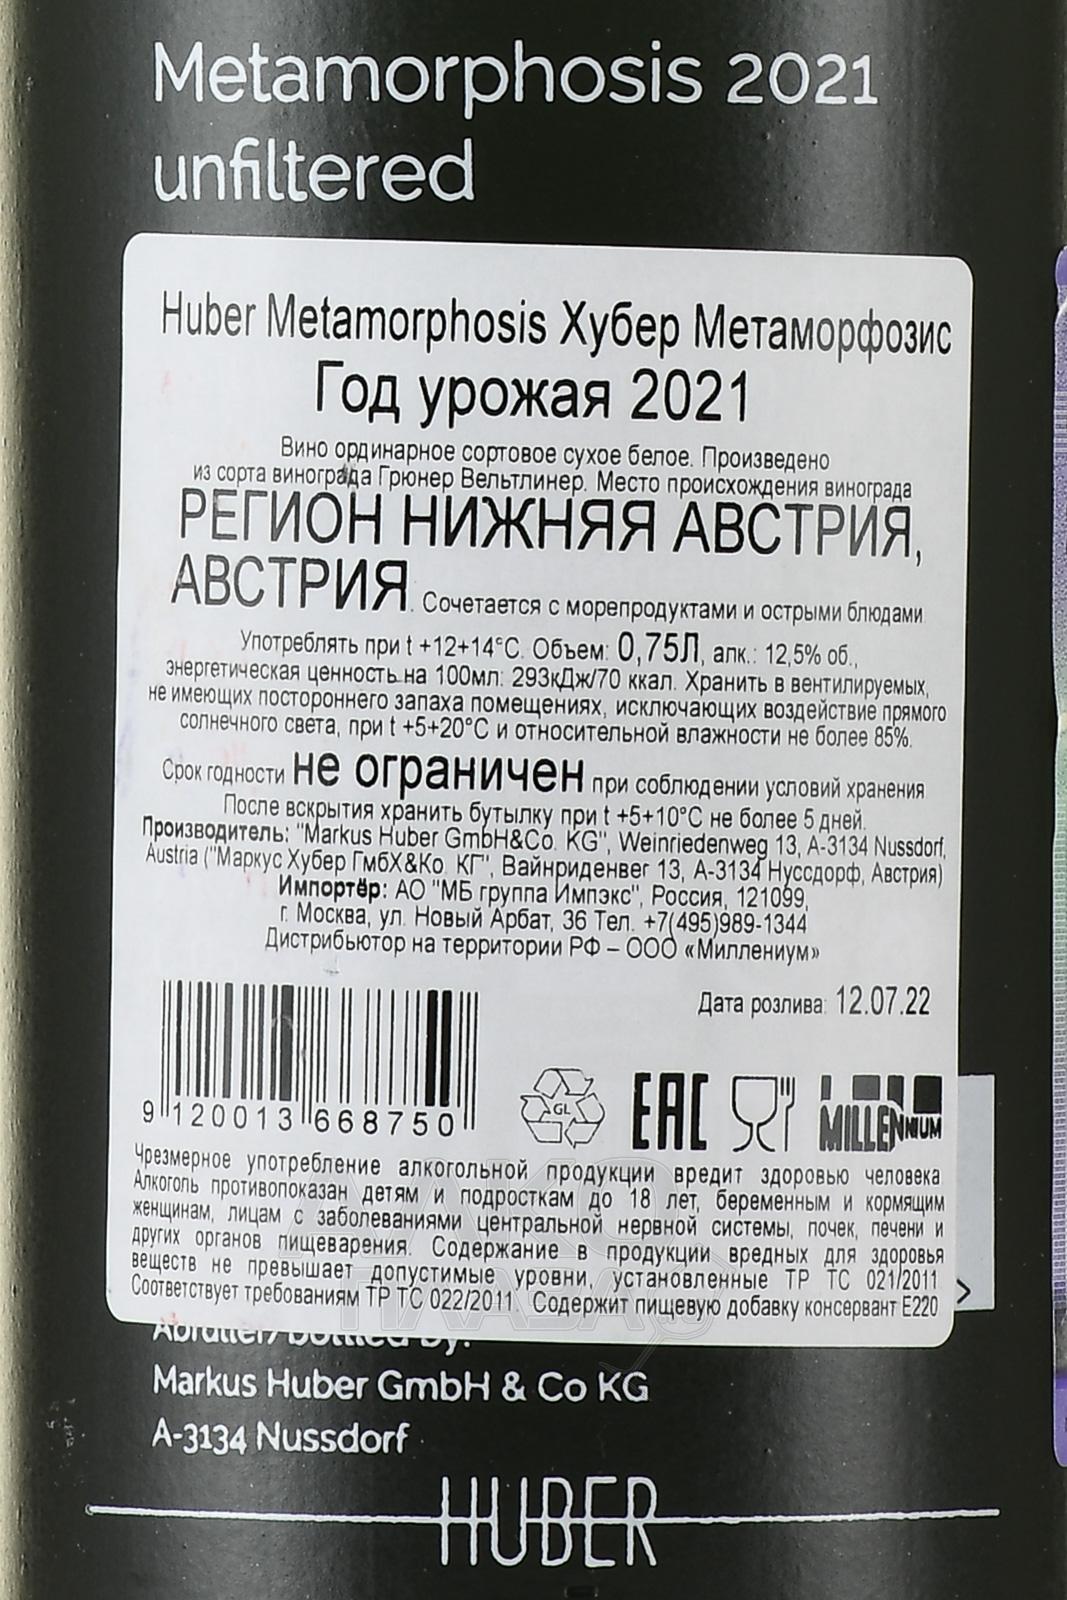 Metamorphosis 2021
unfiltered
Huber Metamorphosis Хубер Метаморфозис
Год урожая 2021
Вино ординарное сортовое сухое белое. Произведено
из сорта винограда Грюнер Вельтлинер. Место происхождения винограда
РЕГИОН НИЖНЯЯ АВСТРИЯ,
АВСТРИЯ. Сочетается с морепродуктами и острыми блюдами
Употреблять при t +12+14°C. Объем: 0,75Л, алк.: 12,5% об.,
энергетическая ценность на 100мл: 293кДж/70 ккал. Хранить в вентилируемых,
не имеющих постороннего запаха помещениях, исключающих воздействие прямого
солнечного света, при t +5+20°C и относительной влажности не более 85%.
Срок годности не ограничен при соблюдении условий хранения
После вскрытия хранить бутылку при t +5+10°C не более 5 дней.
Производитель: "Markus Huber GmbH&Co. KG", Weinriedenweg 13, A-3134 Nussdorf,
Austria ("Маркус Хубер ГмбХ&Ко. КГ", Вайнриденвег 13, А-3134 Нуссдорф, Австрия)
Импортёр: АО "МБ группа Импэкс", Россия, 121099,
г. Москва, ул. Новый Арбат, 36 Тел. +7(495)989-1344
Дистрибьютор на территории РФ – ООО «Миллениум»
Дата розлива: 12.07.22
9 120013 668750
GL
EAC
MILLENNIUM
Чрезмерное употребление алкогольной продукции вредит здоровью человека
Алкоголь противопоказан детям и подросткам до 18 лет, беременным и кормящим
женщинам, лицам с заболеваниями центральной нервной системы, почек, печени и
других органов пищеварения. Содержание в продукции вредных для здоровья
веществ не превышает допустимые уровни, установленные ТР ТС 021/2011.
Соответствует требованиям ТР ТС 022/2011. Содержит пищевую добавку консервант Е220
Abfüller/bottled by:
Markus Huber GmbH & Co KG
A-3134 Nussdorf
HUBER